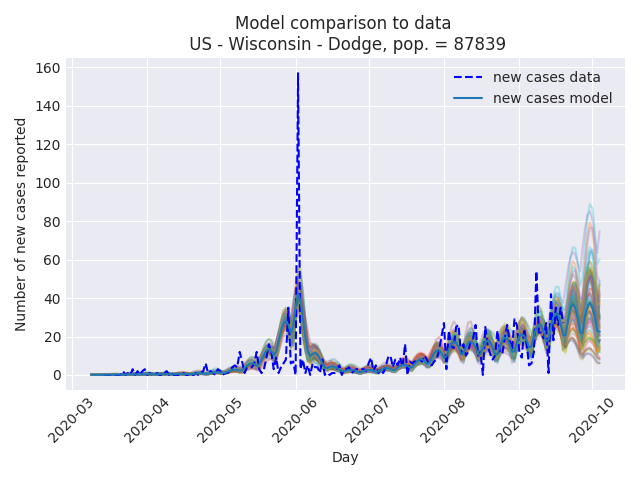 Model comparison to data
US - Wisconsin - Dodge, pop. = 87839
Number of new cases reported
160
140
120
100
80
60
40
20
0
new cases data
new cases model
2020-03
2020-04
2020-05
2020-06
2020-07
2020-08
2020-09
2020-10
Day